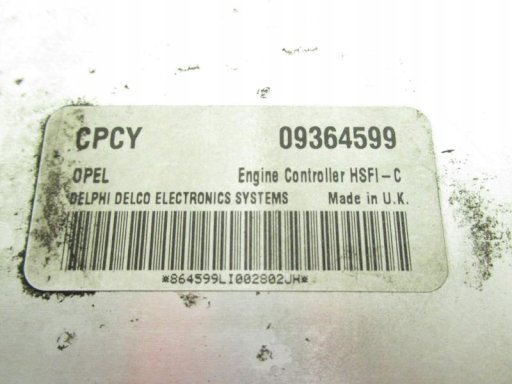 CPCY 09364599
OPEL Engine Controller HSFI-C
DELPHI DELCO ELECTRONICS SYSTEMS Made in U.K.
*864599LI002802JH*